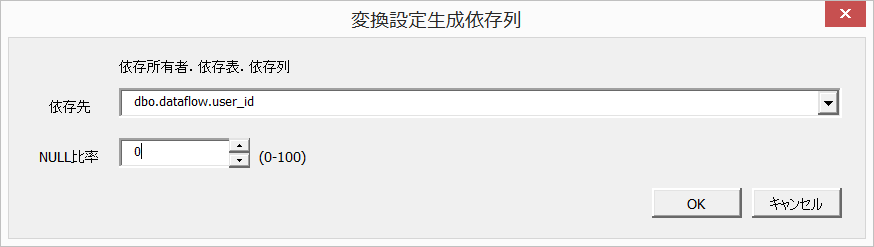 変換設定生成依存列
依存所有者．依存表．依存列
依存先 dbo.dataflow.user_id
NULL比率 0 (0-100)
OK キャンセル